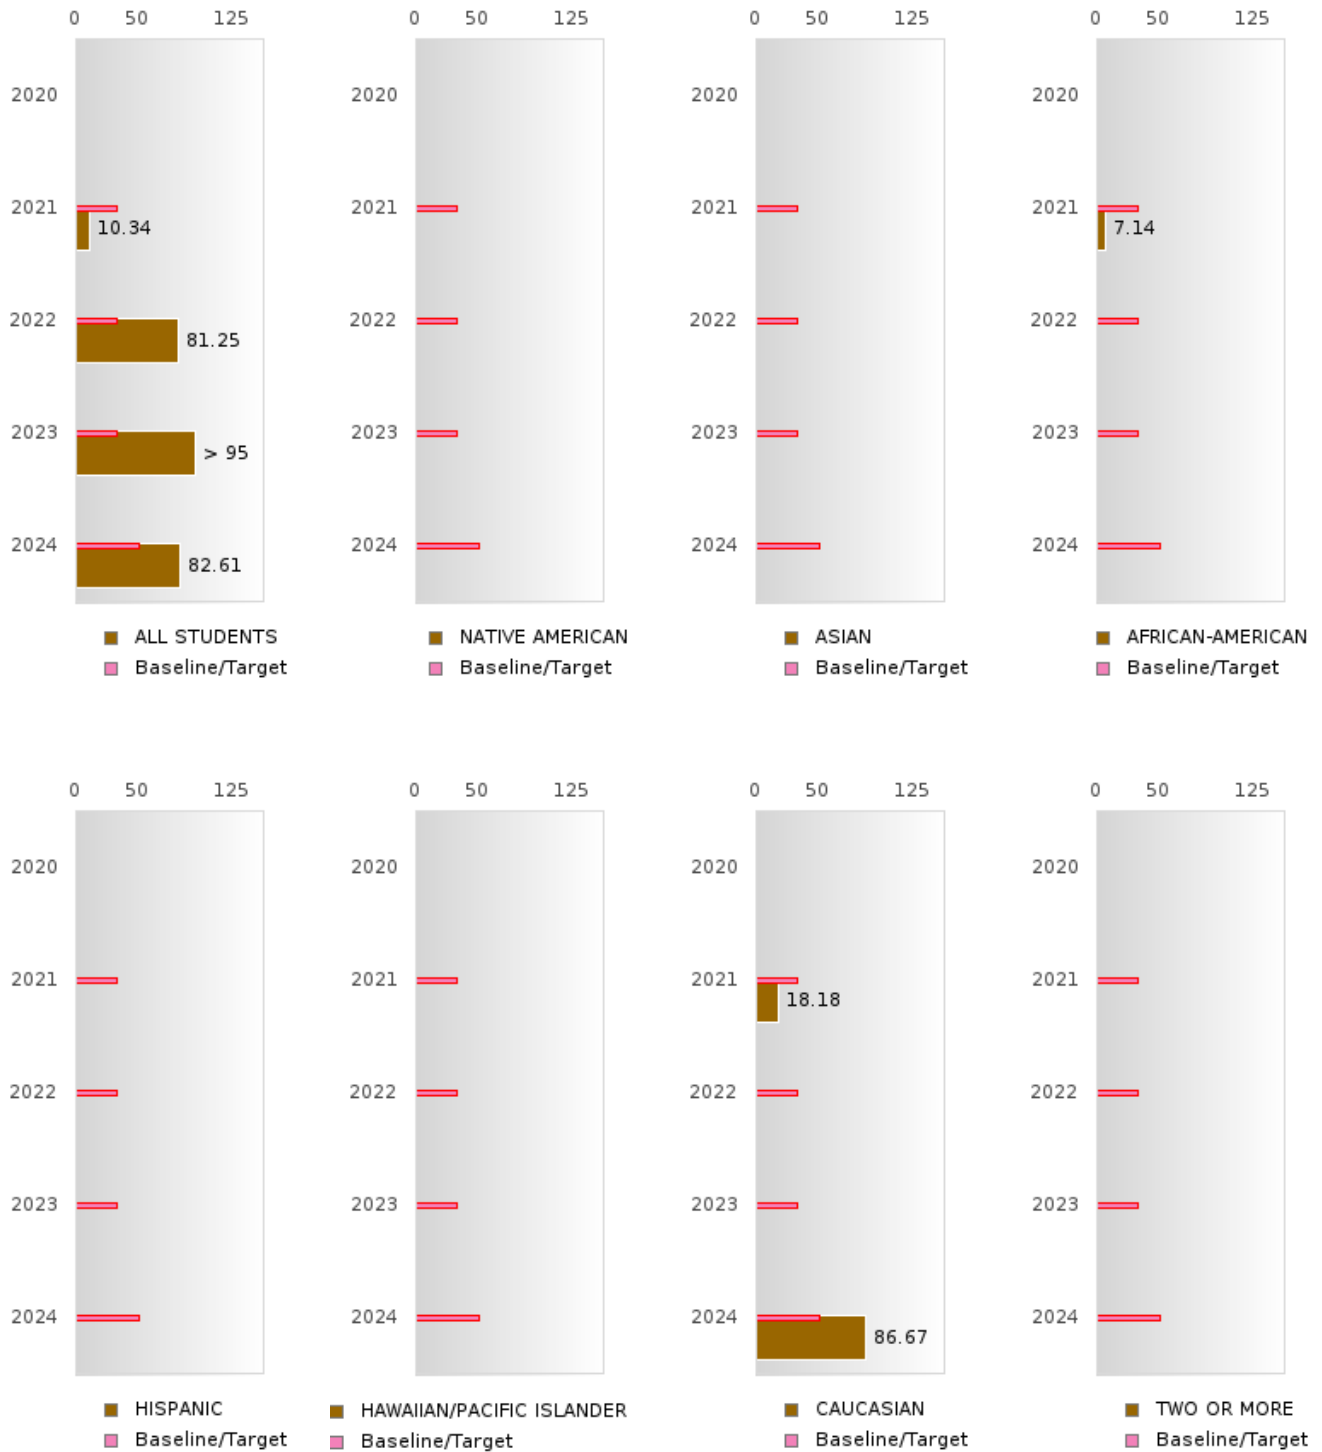 0 50 125 0 50 125 0 50 125 0 50 125
2020 2020 2020 2020
2021 2021 2021 2021
10.34 7.14
2022 2022 2022 2022
81.25
2023 2023 2023 2023
> 95
2024 2024 2024 2024
82.61
ALL STUDENTS NATIVE AMERICAN ASIAN AFRICAN-AMERICAN
Baseline/Target Baseline/Target Baseline/Target Baseline/Target
0 50 125 0 50 125 0 50 125 0 50 125
2020 2020 2020 2020
2021 2021 2021 2021
18.18
2022 2022 2022 2022
2023 2023 2023 2023
2024 2024 2024 2024
86.67
HISPANIC HAWAIIAN/PACIFIC ISLANDER CAUCASIAN TWO OR MORE
Baseline/Target Baseline/Target Baseline/Target Baseline/Target